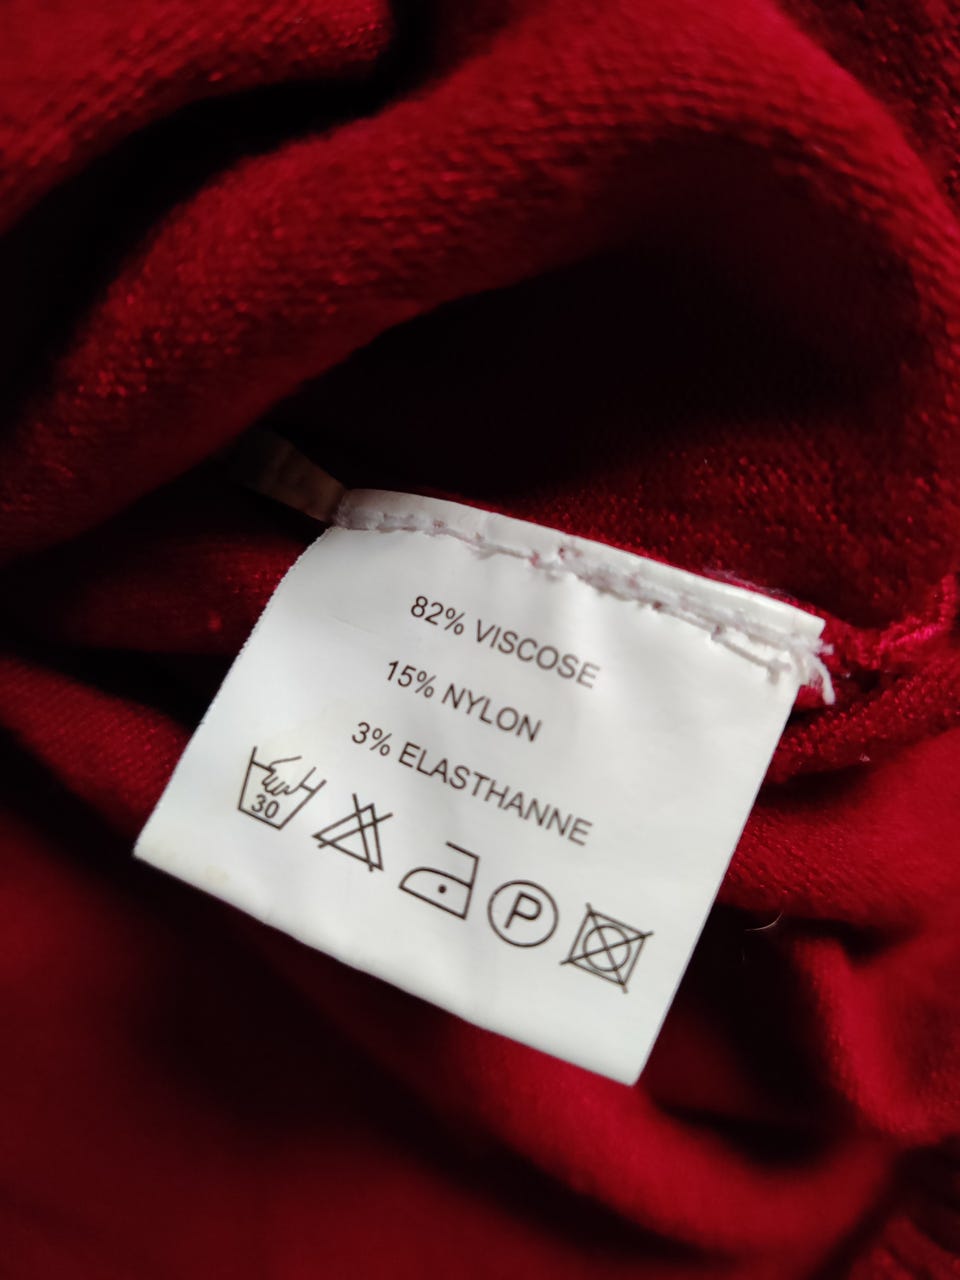 82% VISCOSE
15% NYLON
3% ELASTHANNE
30
P